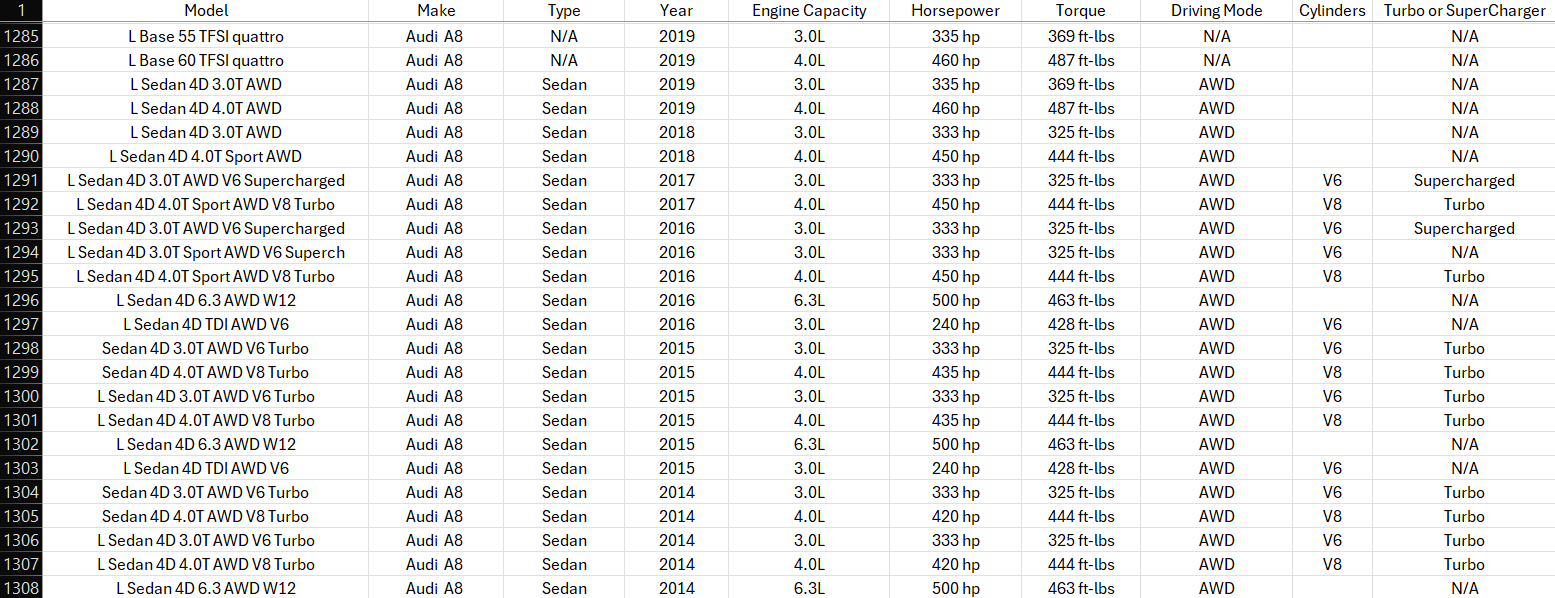 1 Model Make Type Year Engine Capacity Horsepower Torque Driving Mode Cylinders Turbo or SuperCharger
1285 L Base 55 TFSI quattro Audi A8 N/A 2019 3.0L 335 hp 369 ft-lbs N/A N/A
1286 L Base 60 TFSI quattro Audi A8 N/A 2019 4.0L 460 hp 487 ft-lbs N/A N/A
1287 L Sedan 4D 3.0T AWD Audi A8 Sedan 2019 3.0L 335 hp 369 ft-lbs AWD N/A
1288 L Sedan 4D 4.0T AWD Audi A8 Sedan 2019 4.0L 460 hp 487 ft-lbs AWD N/A
1289 L Sedan 4D 3.0T AWD Audi A8 Sedan 2018 3.0L 333 hp 325 ft-lbs AWD N/A
1290 L Sedan 4D 4.0T Sport AWD Audi A8 Sedan 2018 4.0L 450 hp 444 ft-lbs AWD N/A
1291 L Sedan 4D 3.0T AWD V6 Supercharged Audi A8 Sedan 2017 3.0L 333 hp 325 ft-lbs AWD V6 Supercharged
1292 L Sedan 4D 4.0T Sport AWD V8 Turbo Audi A8 Sedan 2017 4.0L 450 hp 444 ft-lbs AWD V8 Turbo
1293 L Sedan 4D 3.0T AWD V6 Supercharged Audi A8 Sedan 2016 3.0L 333 hp 325 ft-lbs AWD V6 Supercharged
1294 L Sedan 4D 3.0T Sport AWD V6 Superch Audi A8 Sedan 2016 3.0L 333 hp 325 ft-lbs AWD V6 N/A
1295 L Sedan 4D 4.0T Sport AWD V8 Turbo Audi A8 Sedan 2016 4.0L 450 hp 444 ft-lbs AWD V8 Turbo
1296 L Sedan 4D 6.3 AWD W12 Audi A8 Sedan 2016 6.3L 500 hp 463 ft-lbs AWD N/A
1297 L Sedan 4D TDI AWD V6 Audi A8 Sedan 2016 3.0L 240 hp 428 ft-lbs AWD V6 N/A
1298 Sedan 4D 3.0T AWD V6 Turbo Audi A8 Sedan 2015 3.0L 333 hp 325 ft-lbs AWD V6 Turbo
1299 Sedan 4D 4.0T AWD V8 Turbo Audi A8 Sedan 2015 4.0L 435 hp 444 ft-lbs AWD V8 Turbo
1300 L Sedan 4D 3.0T AWD V6 Turbo Audi A8 Sedan 2015 3.0L 333 hp 325 ft-lbs AWD V6 Turbo
1301 L Sedan 4D 4.0T AWD V8 Turbo Audi A8 Sedan 2015 4.0L 435 hp 444 ft-lbs AWD V8 Turbo
1302 L Sedan 4D 6.3 AWD W12 Audi A8 Sedan 2015 6.3L 500 hp 463 ft-lbs AWD N/A
1303 L Sedan 4D TDI AWD V6 Audi A8 Sedan 2015 3.0L 240 hp 428 ft-lbs AWD V6 N/A
1304 Sedan 4D 3.0T AWD V6 Turbo Audi A8 Sedan 2014 3.0L 333 hp 325 ft-lbs AWD V6 Turbo
1305 Sedan 4D 4.0T AWD V8 Turbo Audi A8 Sedan 2014 4.0L 420 hp 444 ft-lbs AWD V8 Turbo
1306 L Sedan 4D 3.0T AWD V6 Turbo Audi A8 Sedan 2014 3.0L 333 hp 325 ft-lbs AWD V6 Turbo
1307 L Sedan 4D 4.0T AWD V8 Turbo Audi A8 Sedan 2014 4.0L 420 hp 444 ft-lbs AWD V8 Turbo
1308 L Sedan 4D 6.3 AWD W12 Audi A8 Sedan 2014 6.3L 500 hp 463 ft-lbs AWD N/A